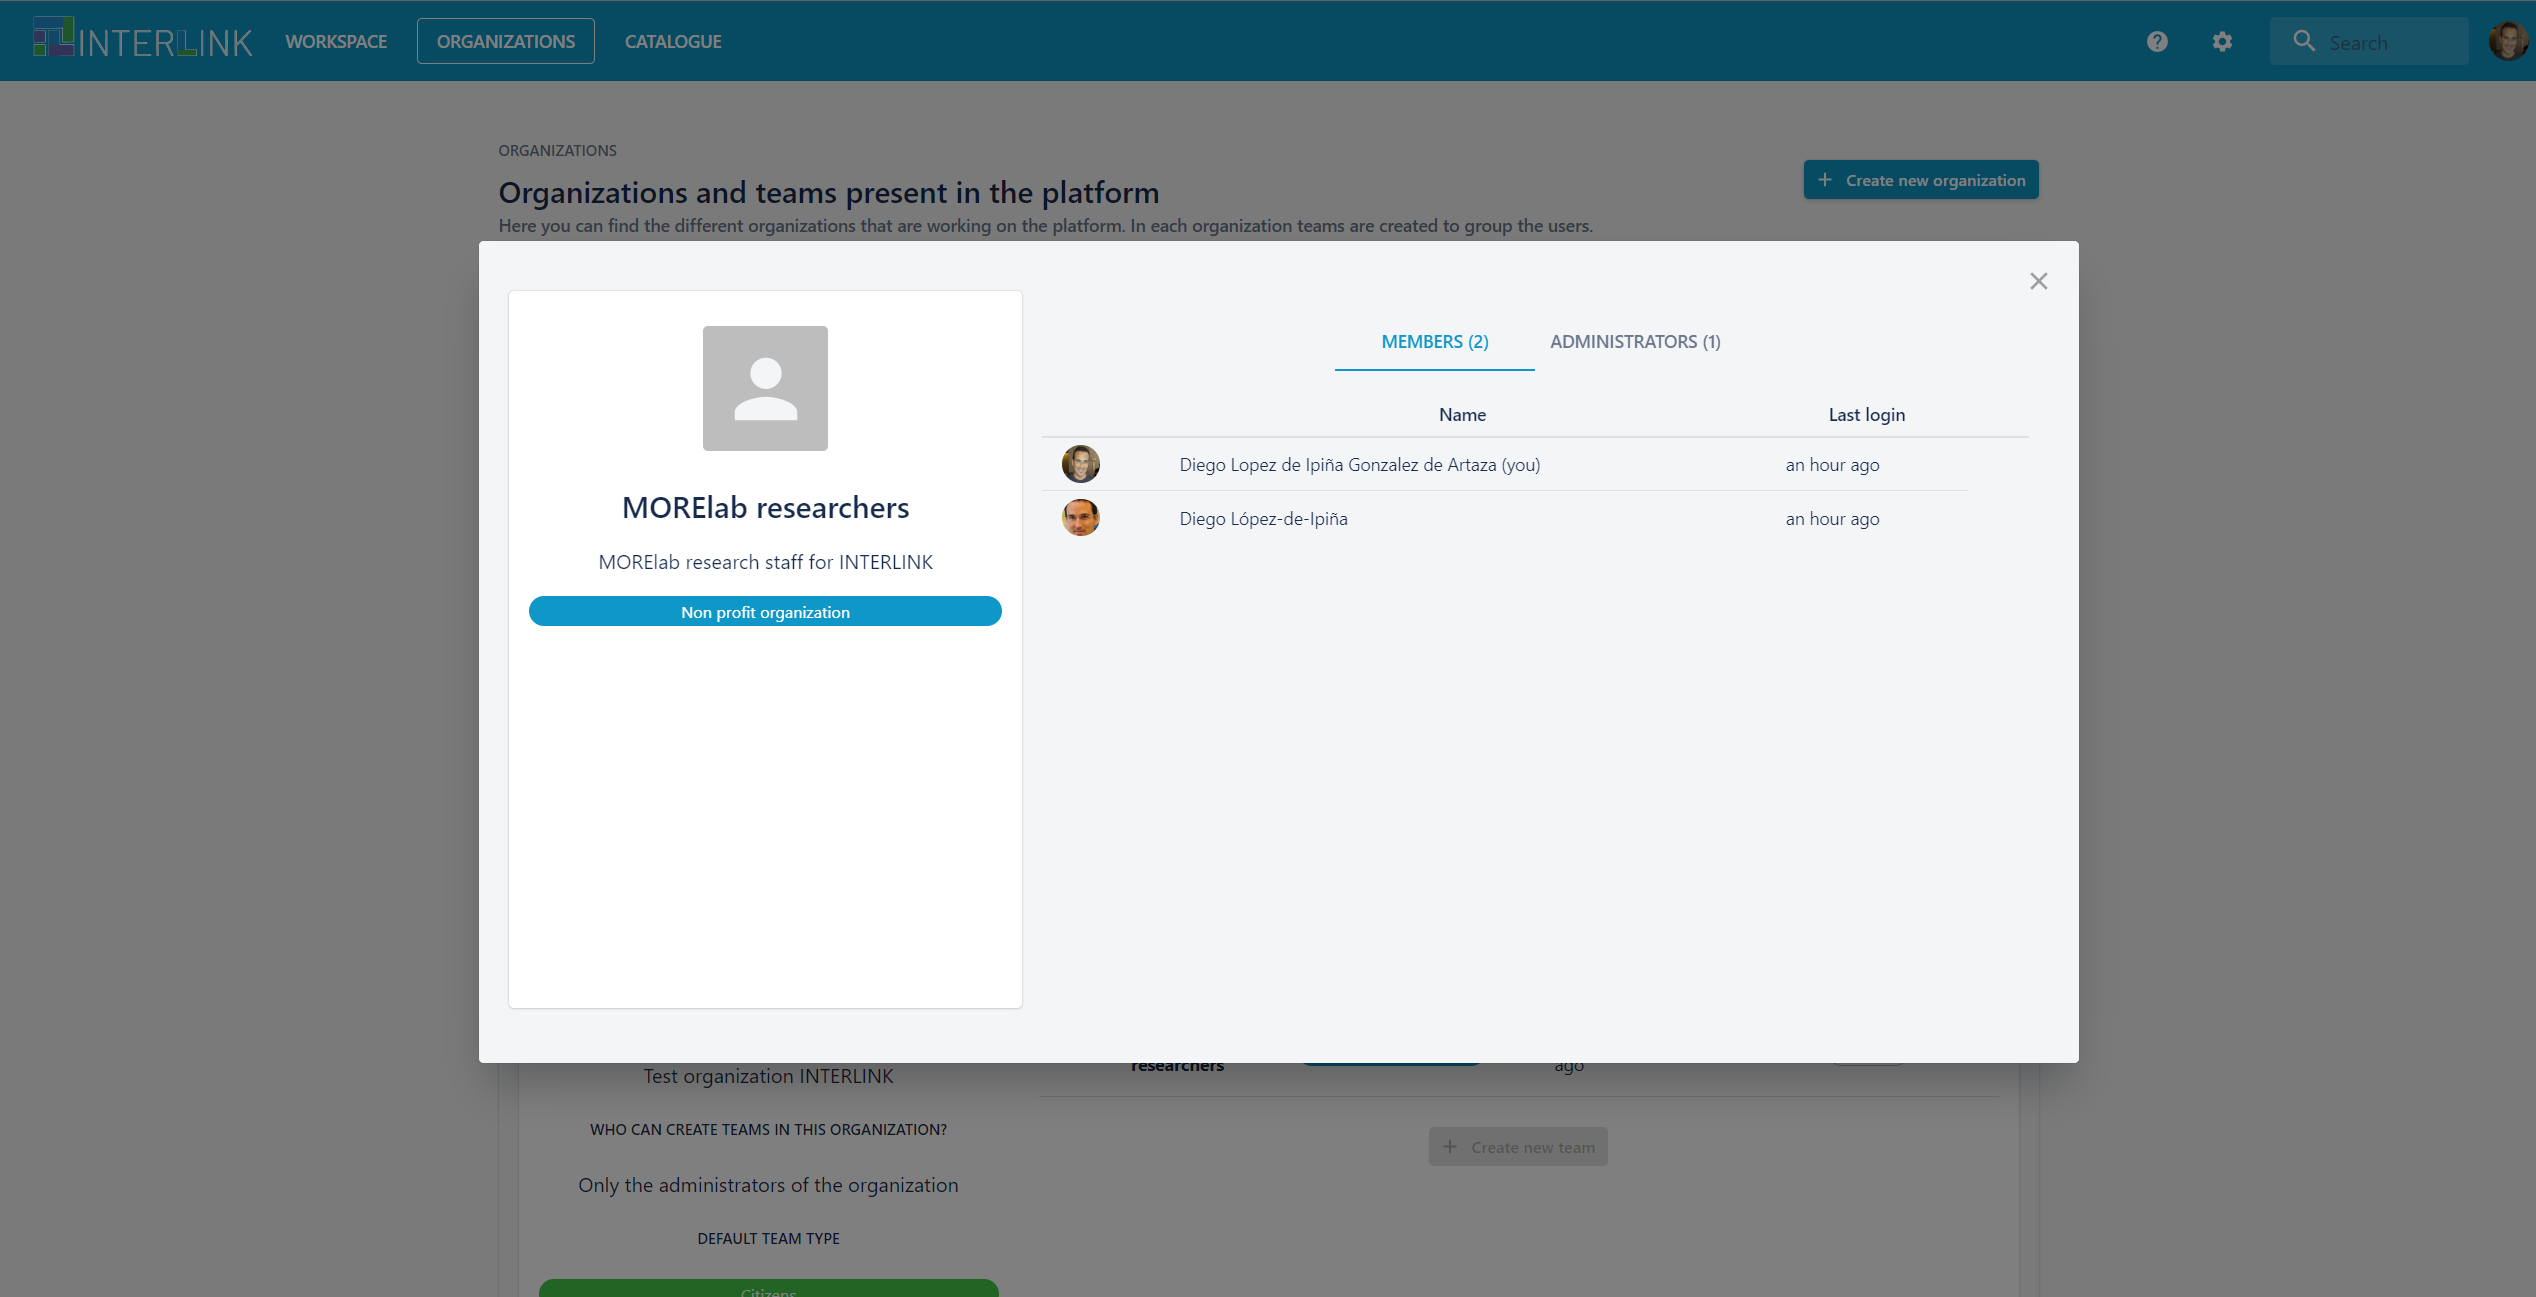 INTERLINK WORKSPACE ORGANIZATIONS CATALOGUE Search
ORGANIZATIONS
Organizations and teams present in the platform
+ Create new organization
Here you can find the different organizations that are working on the platform. In each organization teams are created to group the users.
MORElab researchers
MORElab research staff for INTERLINK
Non profit organization
MEMBERS (2) ADMINISTRATORS (1)
Name Last login
Diego Lopez de Ipiña Gonzalez de Artaza (you) an hour ago
Diego López-de-Ipiña an hour ago
researchers ago
Test organization INTERLINK
WHO CAN CREATE TEAMS IN THIS ORGANIZATION?
+ Create new team
Only the administrators of the organization
DEFAULT TEAM TYPE
Citizens